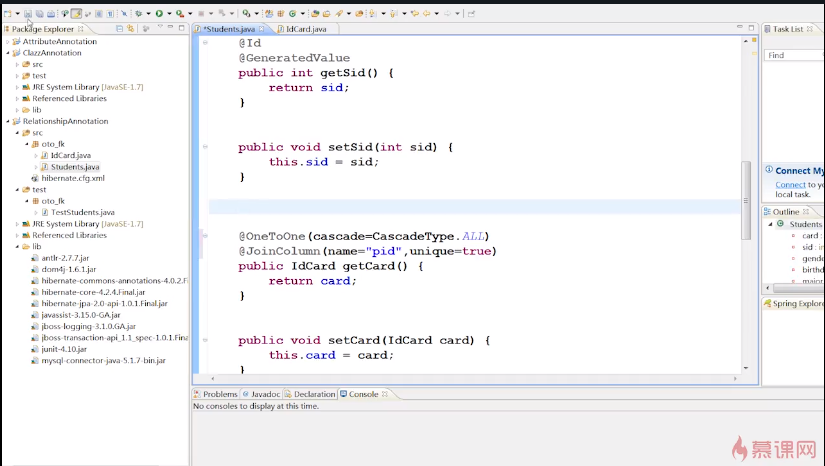 Package Explorer
*Students.java
IdCard.java
Task List
AttributeAnnotation
ClazzAnnotation
src
test
JRE System Library [JavaSE-1.7]
Referenced Libraries
lib
RelationshipAnnotation
src
oto_fk
IdCard.java
Students.java
hibernate.cfg.xml
test
oto_fk
TestStudents.java
JRE System Library [JavaSE-1.7]
Referenced Libraries
lib
antlr-2.7.7.jar
dom4j-1.6.1.jar
hibernate-commons-annotations-4.0.2.F
hibernate-core-4.2.4.Final.jar
hibernate-jpa-2.0-api-1.0.1.Final.jar
javassist-3.15.0-GA.jar
jboss-logging-3.1.0.GA.jar
jboss-transaction-api_1.1_spec-1.0.1.Fina
junit-4.10.jar
mysql-connector-java-5.1.7-bin.jar
@Id
@GeneratedValue
public int getSid() {
return sid;
}
public void setSid(int sid) {
this.sid = sid;
}
@OneToOne(cascade=CascadeType.ALL)
@JoinColumn(name="pid",unique=true)
public IdCard getCard() {
return card;
}
public void setCard(IdCard card) {
this.card = card;
}
Find
Connect My
Connect to your
local task.
Outline
Students
card :
sid : in
gende
birthd
major
Spring Explorer
Problems
@ Javadoc
Declaration
Console
No consoles to display at this time.
慕课网